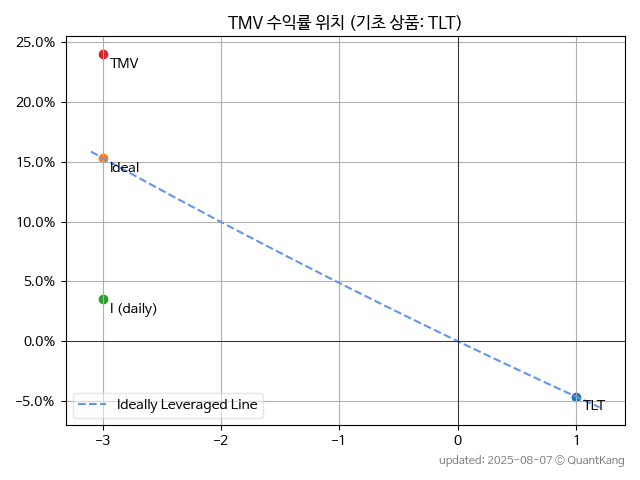 TMV 수익률 위치 (기초 상품: TLT)
25.0%
20.0%
15.0%
10.0%
5.0%
0.0%
−5.0%
TMV
Ideal
I (daily)
TLT
Ideally Leveraged Line
−3
−2
−1
0
1
updated: 2025-08-07 © QuantKang